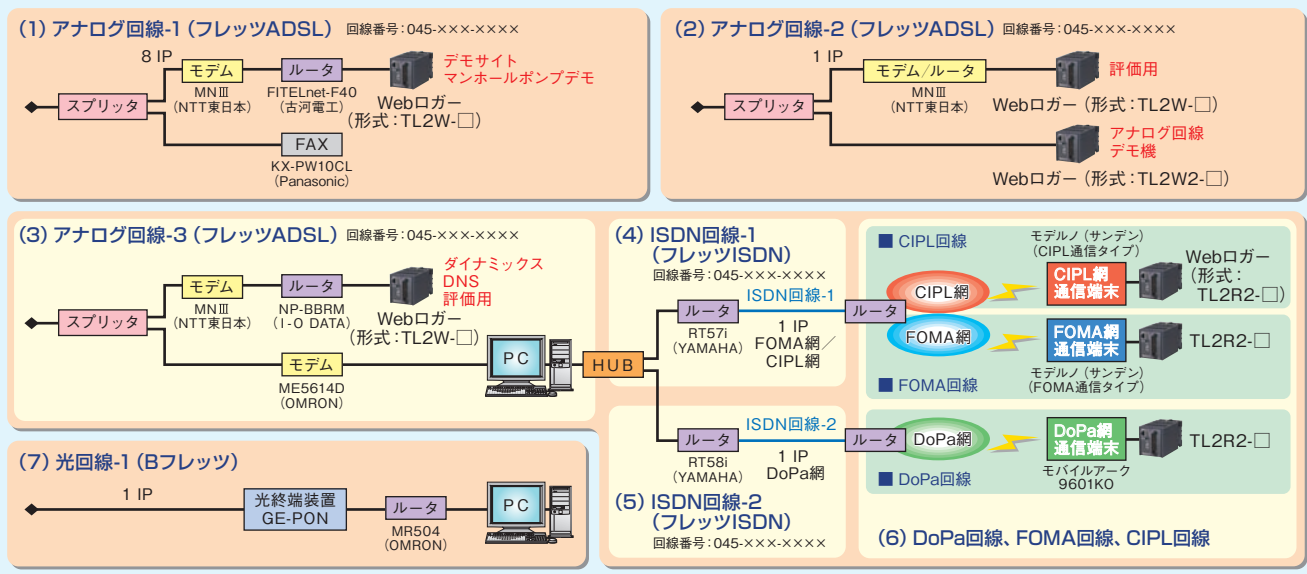 (1) アナログ回線-1 (フレッツADSL) 回線番号:045-×××-××××
8 IP
スプリッタ
モデム
MNⅢ
(NTT東日本)
ルータ
FITELnet-F40
(古河電工)
デモサイト
マンホールポンプデモ
Webロガー
(形式:TL2W-□)
FAX
KX-PW10CL
(Panasonic)
(2) アナログ回線-2 (フレッツADSL) 回線番号:045-×××-××××
1 IP
スプリッタ
モデム/ルータ
MNⅢ
(NTT東日本)
評価用
Webロガー (形式:TL2W-□)
アナログ回線
デモ機
Webロガー (形式:TL2W2-□)
(3) アナログ回線-3 (フレッツADSL) 回線番号:045-×××-××××
スプリッタ
モデム
MNⅢ
(NTT東日本)
ルータ
NP-BBRM
(I-O DATA)
ダイナミックス
DNS
評価用
Webロガー
(形式:TL2W-□)
モデム
ME5614D
(OMRON)
PC
HUB
(4) ISDN回線-1
(フレッツISDN)
回線番号:045-×××-××××
ISDN回線-1
ルータ
RT57i
(YAMAHA)
1 IP
FOMA網/
CIPL網
ルータ
ISDN回線-2
ルータ
RT58i
(YAMAHA)
1 IP
DoPa網
ルータ
(5) ISDN回線-2
(フレッツISDN)
回線番号:045-×××-××××
■ CIPL回線
モデルノ (サンデン)
(CIPL通信タイプ)
CIPL網
CIPL網
通信端末
Webロガー
(形式:
TL2R2-□)
FOMA網
FOMA網
通信端末
TL2R2-□
モデルノ (サンデン)
(FOMA通信タイプ)
■ FOMA回線
DoPa網
DoPa網
通信端末
TL2R2-□
モバイルアーク
9601KO
■ DoPa回線
(6) DoPa回線、FOMA回線、CIPL回線
(7) 光回線-1 (Bフレッツ)
1 IP
光終端装置
GE-PON
ルータ
MR504
(OMRON)
PC